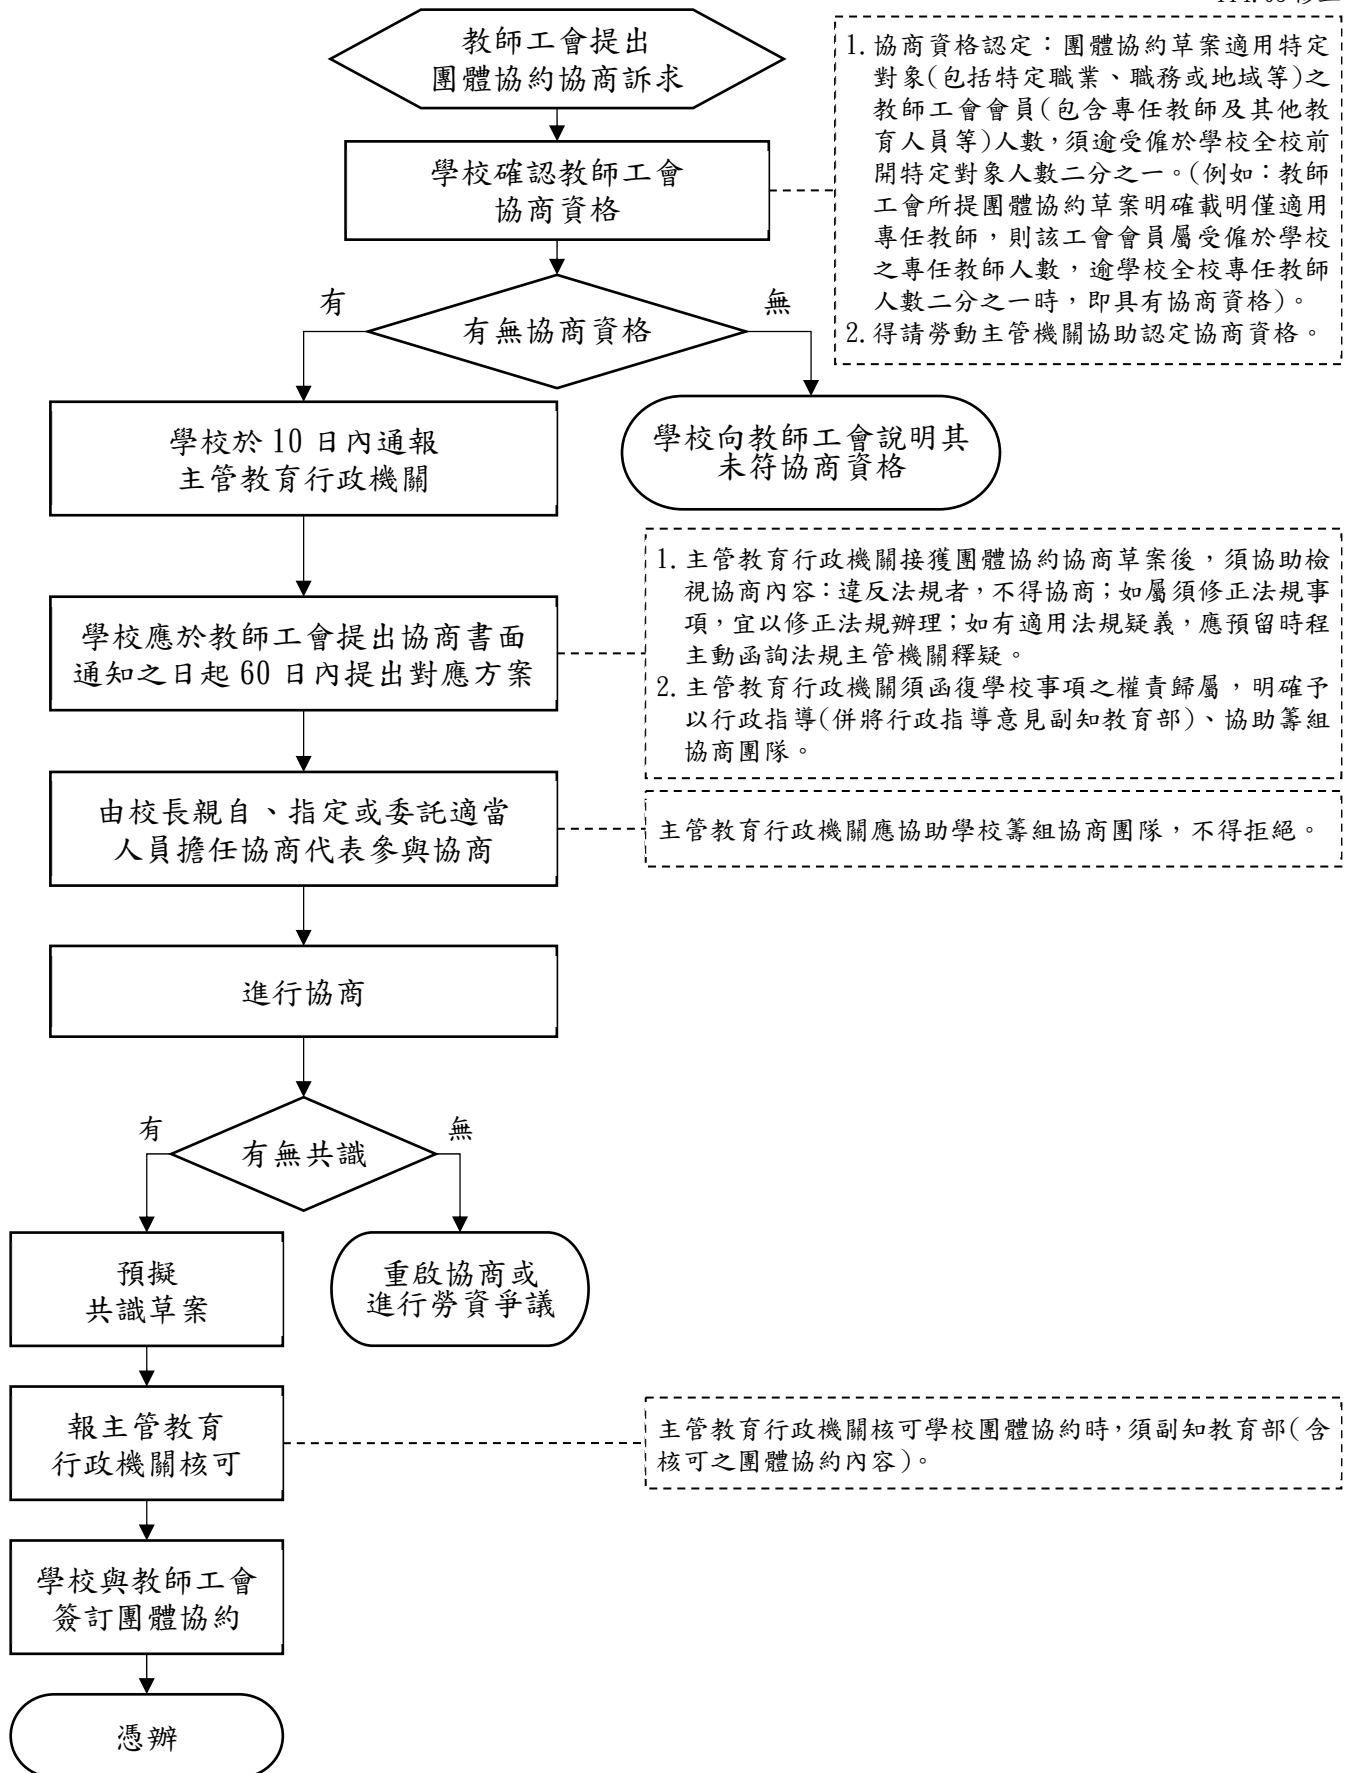 教師工會提出
團體協約協商訴求
1. 協商資格認定：團體協約草案適用特定
對象(包括特定職業、職務或地域等)之
教師工會會員(包含專任教師及其他教
育人員等)人數，須逾受僱於學校全校前
開特定對象人數二分之一。(例如：教師
工會所提團體協約草案明確載明僅適用
專任教師，則該工會會員屬受僱於學校
之專任教師人數，逾學校全校專任教師
人數二分之一時，即具有協商資格)。
2. 得請勞動主管機關協助認定協商資格。
學校確認教師工會
協商資格
有
無
有無協商資格
學校於 10 日內通報
主管教育行政機關
學校向教師工會說明其
未符協商資格
學校應於教師工會提出協商書面
通知之日起 60 日內提出對應方案
1. 主管教育行政機關接獲團體協約協商草案後，須協助檢
視協商內容：違反法規者，不得協商；如屬須修正法規事
項，宜以修正法規辦理；如有適用法規疑義，應預留時程
主動函詢法規主管機關釋疑。
2. 主管教育行政機關須函復學校事項之權責歸屬，明確予
以行政指導(併將行政指導意見副知教育部)、協助籌組
協商團隊。
由校長親自、指定或委託適當
人員擔任協商代表參與協商
主管教育行政機關應協助學校籌組協商團隊，不得拒絕。
進行協商
有
無
有無共識
預擬
共識草案
重啟協商或
進行勞資爭議
報主管教育
行政機關核可
主管教育行政機關核可學校團體協約時，須副知教育部(含
核可之團體協約內容)。
學校與教師工會
簽訂團體協約
憑辦